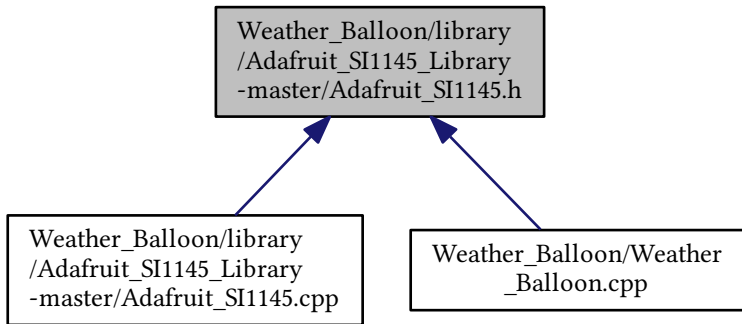 Weather_Balloon/library
/Adafruit_SI1145_Library
-master/Adafruit_SI1145.h
Weather_Balloon/library
/Adafruit_SI1145_Library
-master/Adafruit_SI1145.cpp
Weather_Balloon/Weather
_Balloon.cpp